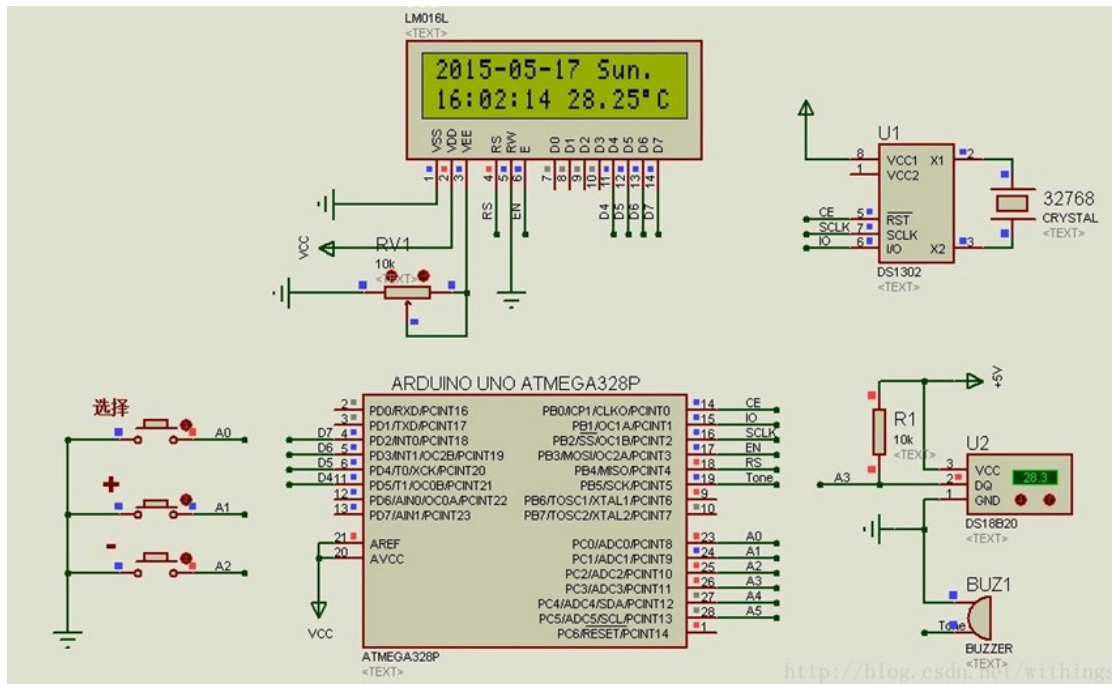 LM016L
<TEXT>
2015-05-17 Sun.
16:02:14 28.25°C
VSS VDD VEE RS RW E D0 D1 D2 D3 D4 D5 D6 D7
1 2 3 4 5 6 7 8 9 10 11 12 13 14
RS EN D4 D5 D6 D7
VCC
RV1
10k
<TEXT>
U1
8 VCC1 X1 2
1 VCC2
CE 5 RST
SCLK 7 SCLK
IO 6 I/O X2 3
DS1302
<TEXT>
32768
CRYSTAL
<TEXT>
选择
A0
+
A1
-
A2
ARDUINO UNO ATMEGA328P
2 PD0/RXD/PCINT16
3 PD1/TXD/PCINT17
D7 4 PD2/INT0/PCINT18
D6 5 PD3/INT1/OC2B/PCINT19
D5 6 PD4/T0/XCK/PCINT20
D4 11 PD5/T1/OC0B/PCINT21
12 PD6/AIN0/OC0A/PCINT22
13 PD7/AIN1/PCINT23
21 AREF
20 AVCC
VCC
PB0/ICP1/CLKO/PCINT0 14 CE
PB1/OC1A/PCINT1 15 IO
PB2/SS/OC1B/PCINT2 16 SCLK
PB3/MOSI/OC2A/PCINT3 17 EN
PB4/MISO/PCINT4 18 RS
PB5/SCK/PCINT5 19 Tone
PB6/TOSC1/XTAL1/PCINT6 9
PB7/TOSC2/XTAL2/PCINT7 10
PC0/ADC0/PCINT8 23 A0
PC1/ADC1/PCINT9 24 A1
PC2/ADC2/PCINT10 25 A2
PC3/ADC3/PCINT11 26 A3
PC4/ADC4/SDA/PCINT12 27 A4
PC5/ADC5/SCL/PCINT13 28 A5
PC6/RESET/PCINT14 1
ATMEGA328P
<TEXT>
+5V
R1
10k
<TEXT>
A3
U2
3 VCC
2 DQ
1 GND
28.3
DS18B20
<TEXT>
BUZ1
Tone
BUZZER
<TEXT>
http://blog.csdn.net/withings